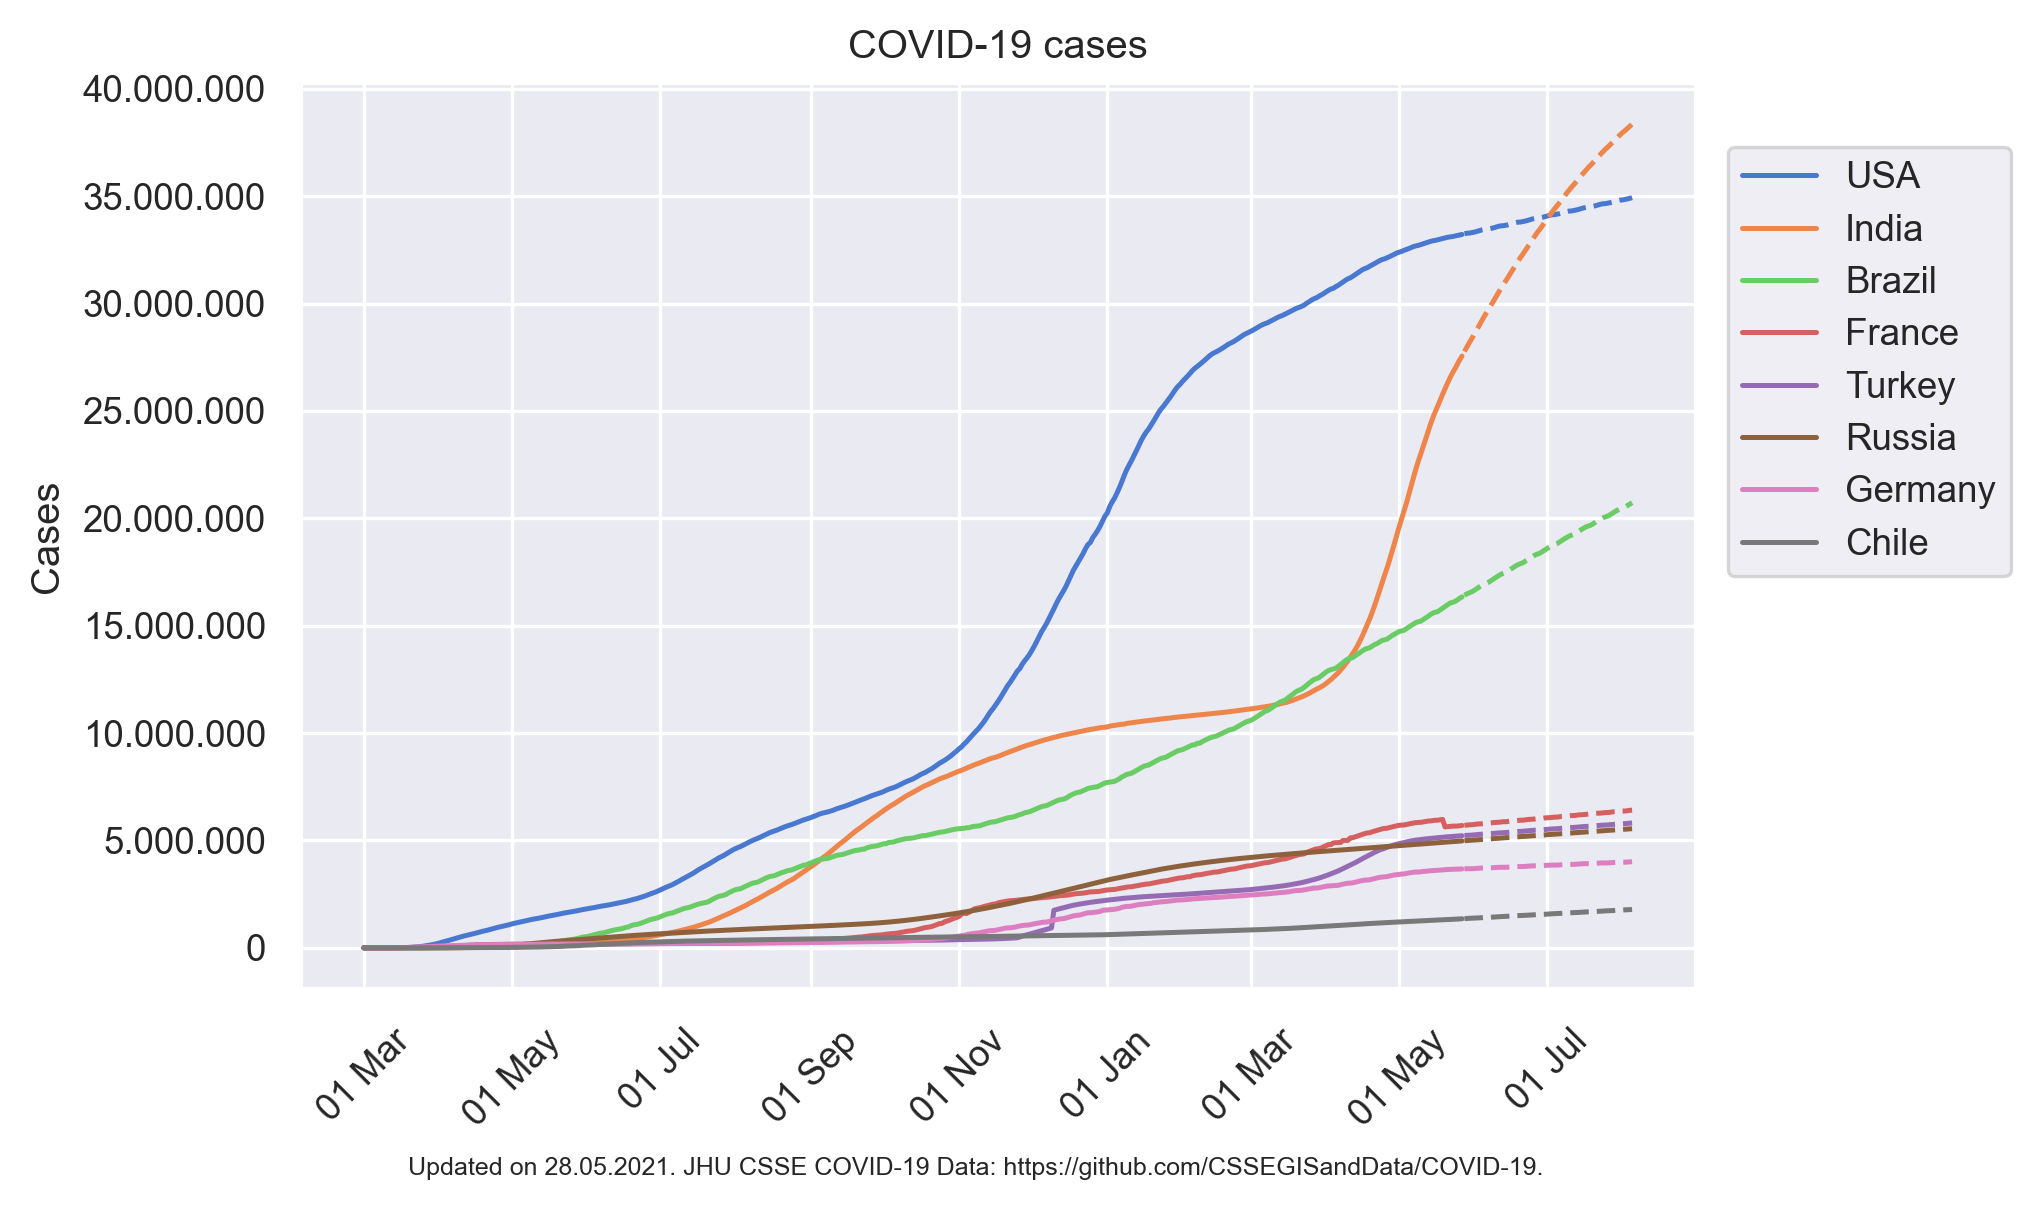 COVID-19 cases
40.000.000
35.000.000
30.000.000
25.000.000
20.000.000
15.000.000
10.000.000
5.000.000
0
Cases
USA
India
Brazil
France
Turkey
Russia
Germany
Chile
01 Mar
01 May
01 Jul
01 Sep
01 Nov
01 Jan
01 Mar
01 May
01 Jul
Updated on 28.05.2021. JHU CSSE COVID-19 Data: https://github.com/CSSEGISandData/COVID-19.